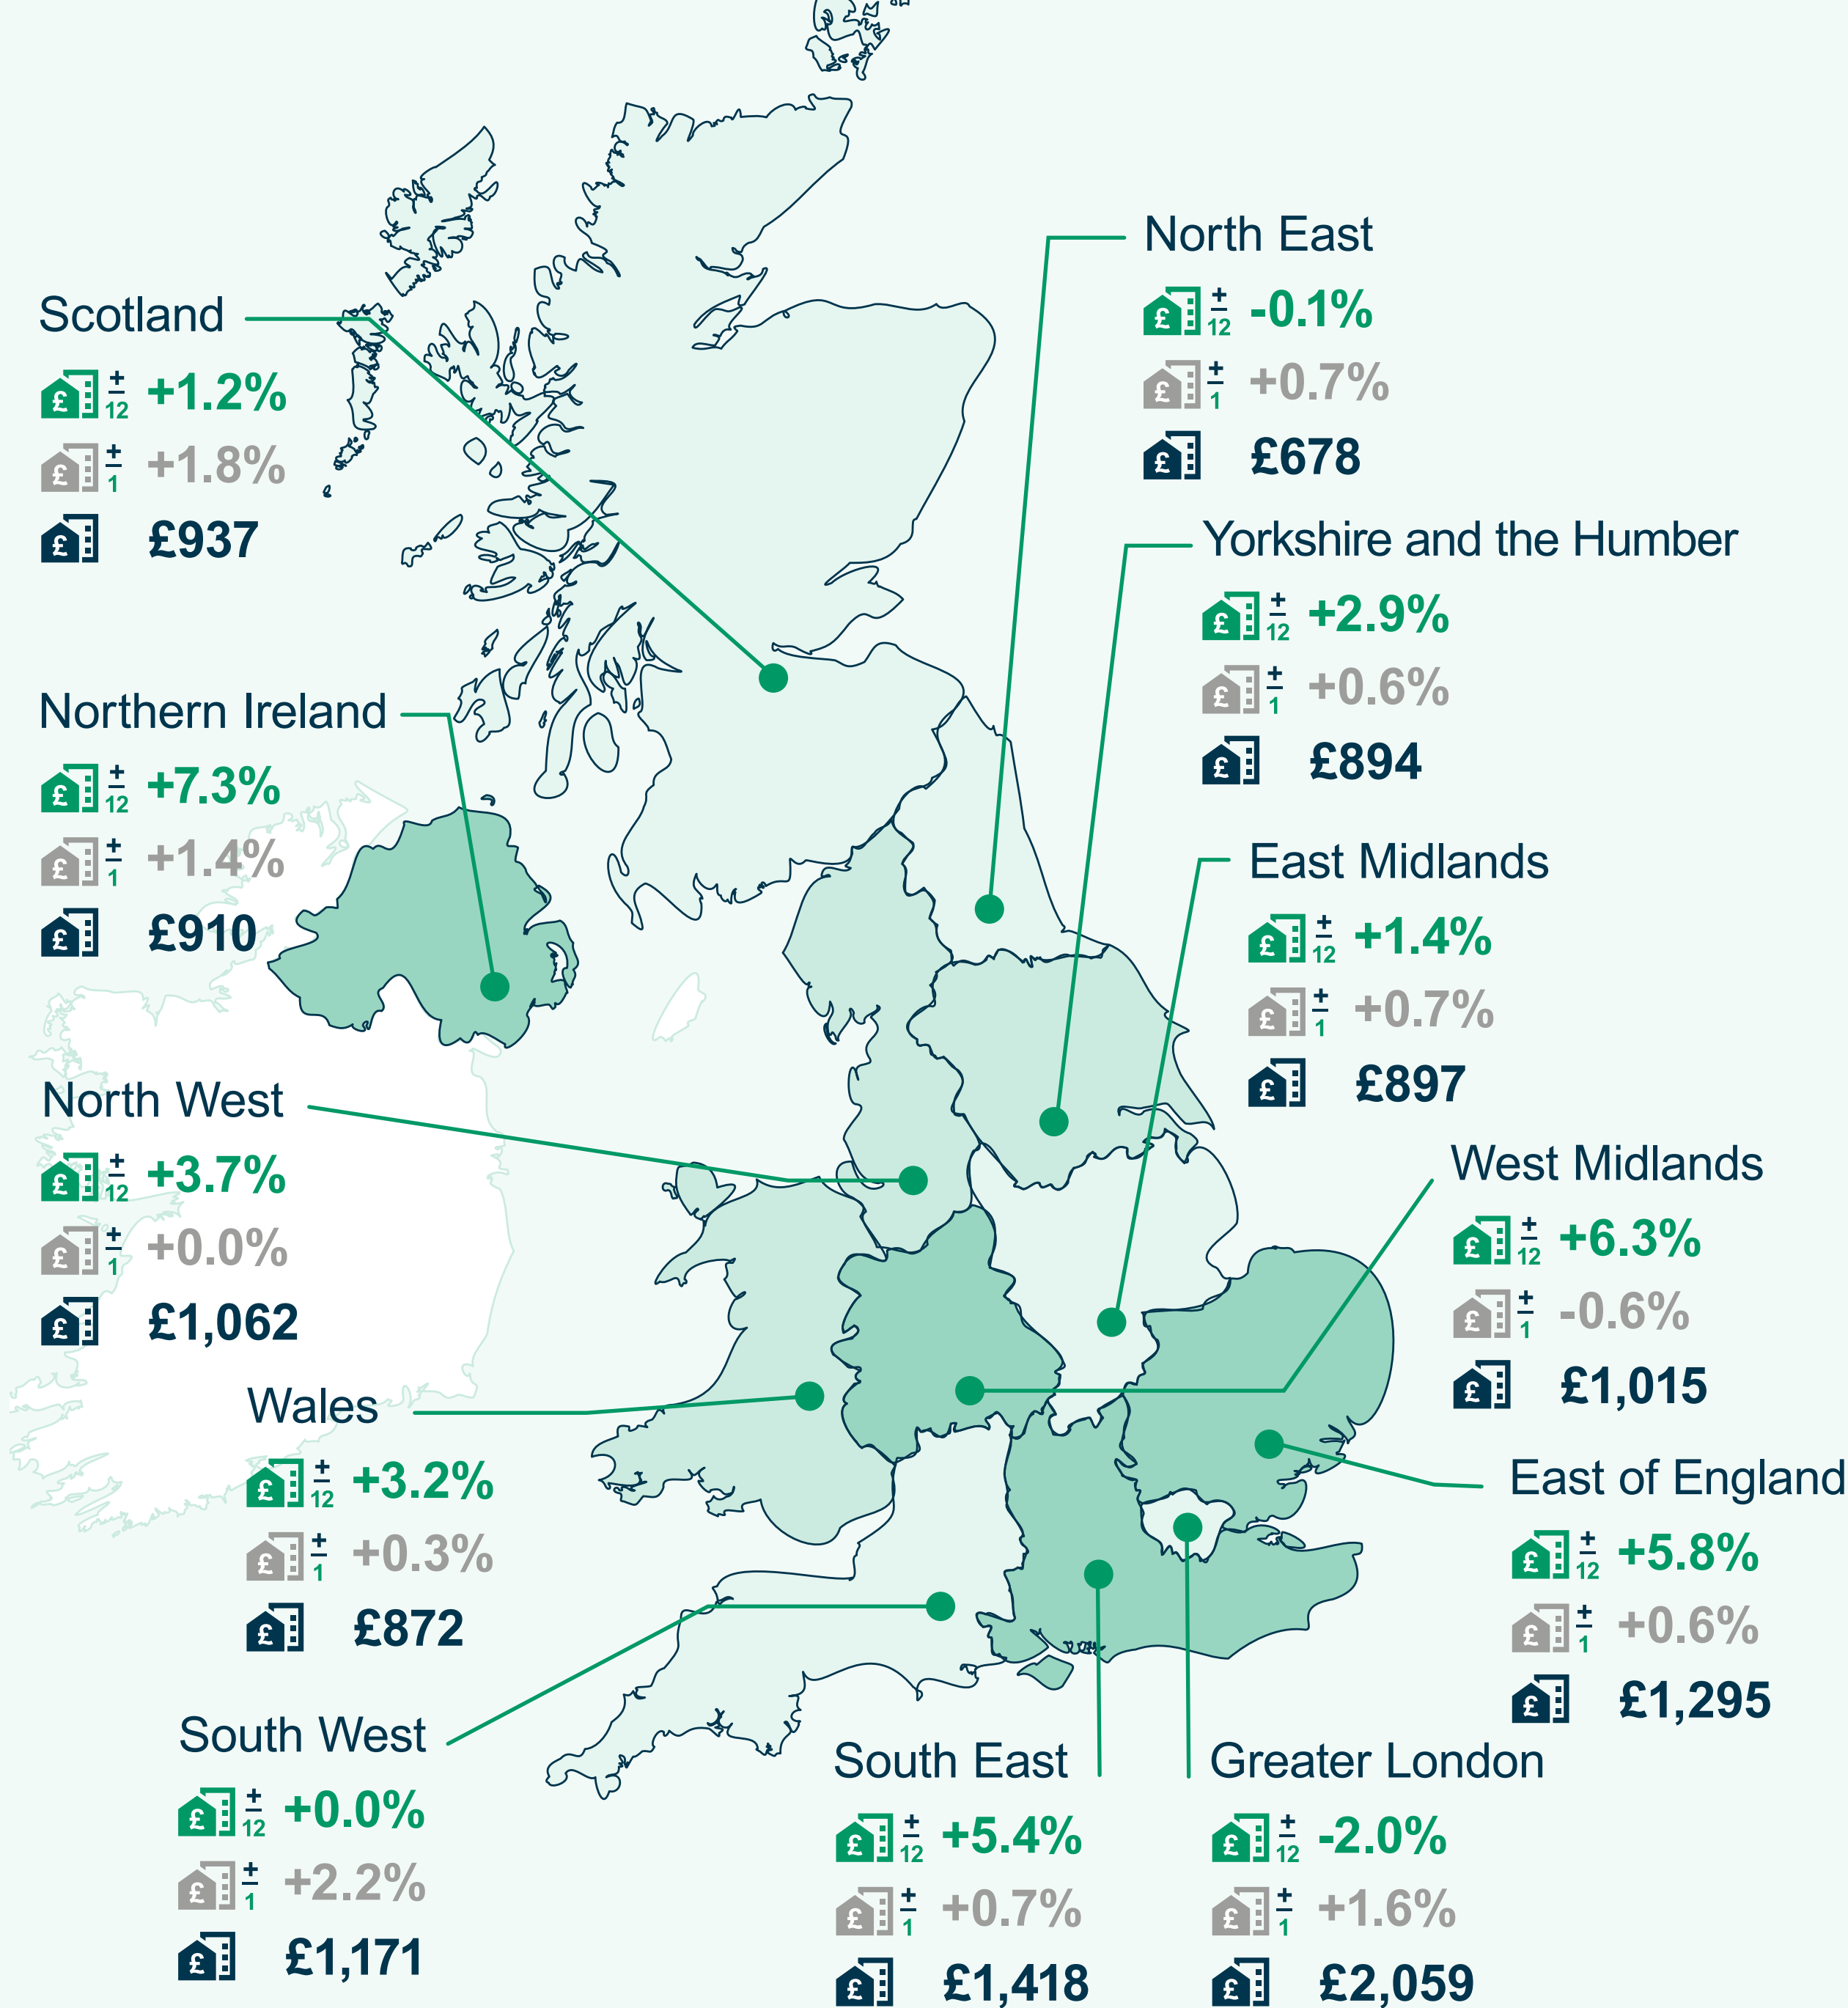 Scotland
£ ± 12 +1.2%
£ ± 1 +1.8%
£ £937
Northern Ireland
£ ± 12 +7.3%
£ ± 1 +1.4%
£ £910
North West
£ ± 12 +3.7%
£ ± 1 +0.0%
£ £1,062
Wales
£ ± 12 +3.2%
£ ± 1 +0.3%
£ £872
South West
£ ± 12 +0.0%
£ ± 1 +2.2%
£ £1,171
North East
£ ± 12 -0.1%
£ ± 1 +0.7%
£ £678
Yorkshire and the Humber
£ ± 12 +2.9%
£ ± 1 +0.6%
£ £894
East Midlands
£ ± 12 +1.4%
£ ± 1 +0.7%
£ £897
West Midlands
£ ± 12 +6.3%
£ ± 1 -0.6%
£ £1,015
East of England
£ ± 12 +5.8%
£ ± 1 +0.6%
£ £1,295
South East
£ ± 12 +5.4%
£ ± 1 +0.7%
£ £1,418
Greater London
£ ± 12 -2.0%
£ ± 1 +1.6%
£ £2,059